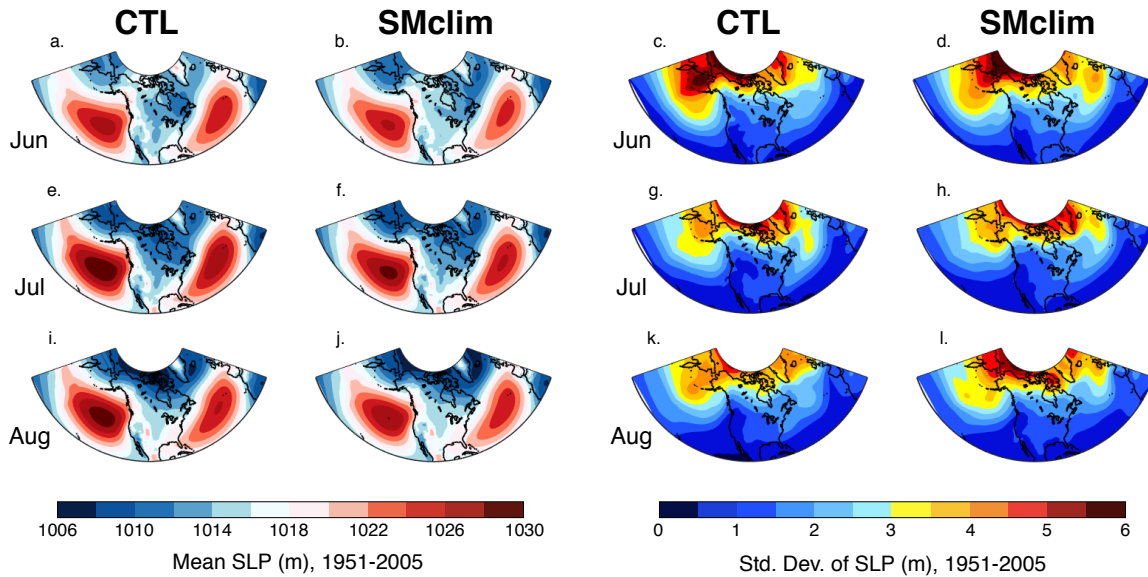 CTL SMclim CTL SMclim
a. b. c. d.
Jun Jun
e. f. g. h.
Jul Jul
i. j. k. l.
Aug Aug
1006 1010 1014 1018 1022 1026 1030 0 1 2 3 4 5 6
Mean SLP (m), 1951-2005 Std. Dev. of SLP (m), 1951-2005